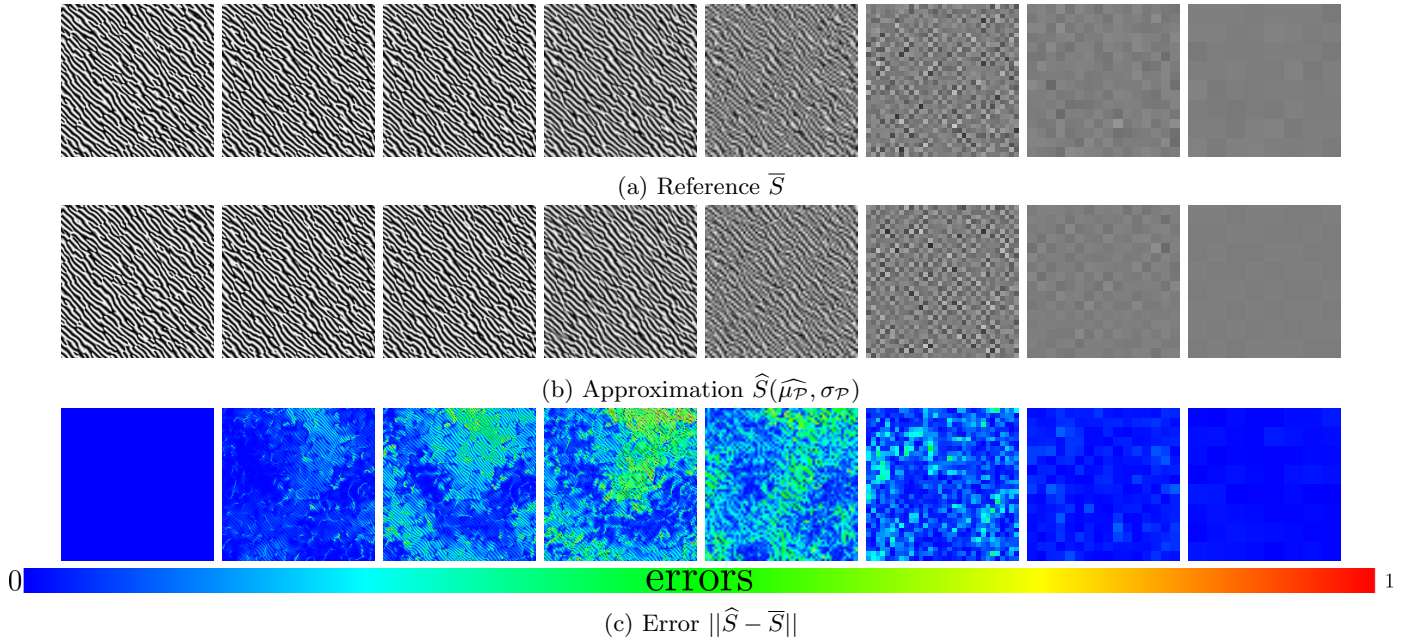 (a) Reference $\overline{S}$
(b) Approximation $\widehat{S}(\widehat{\mu_{\mathcal{P}}}, \sigma_{\mathcal{P}})$
0 errors 1
(c) Error $||\widehat{S} - \overline{S}||$